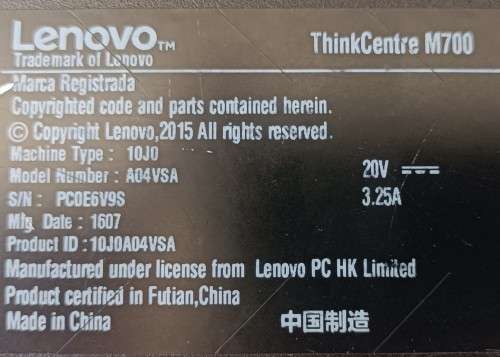 Lenovo™ ThinkCentre M700
Trademark of Lenovo
Marca Registrada
Copyrighted code and parts contained herein.
© Copyright Lenovo,2015 All rights reserved.
Machine Type : 10J0
Model Number : A04VSA 20V
S/N : PC0E6V9S 3.25A
Mfg Date : 1607
Product ID : 10J0A04VSA
Manufactured under license from Lenovo PC HK Limited
Product certified in Futian,China
Made in China 中国制造